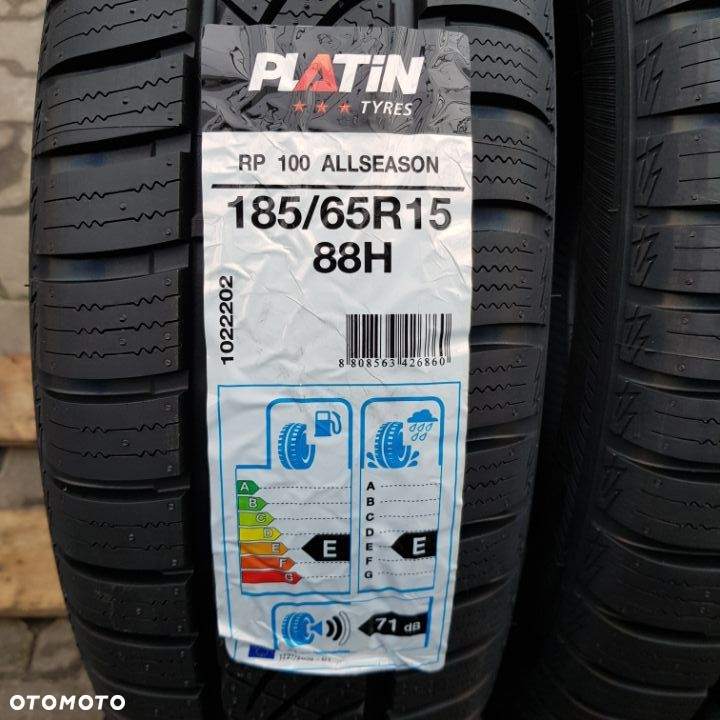 PLATiN
TYRES
RP 100 ALLSEASON
185/65R15
88H
1022202
8 808563 426860
A
B
C
D
E
F
G
E
A
B
C
D
E
F
G
E
71 dB
OTOMOTO